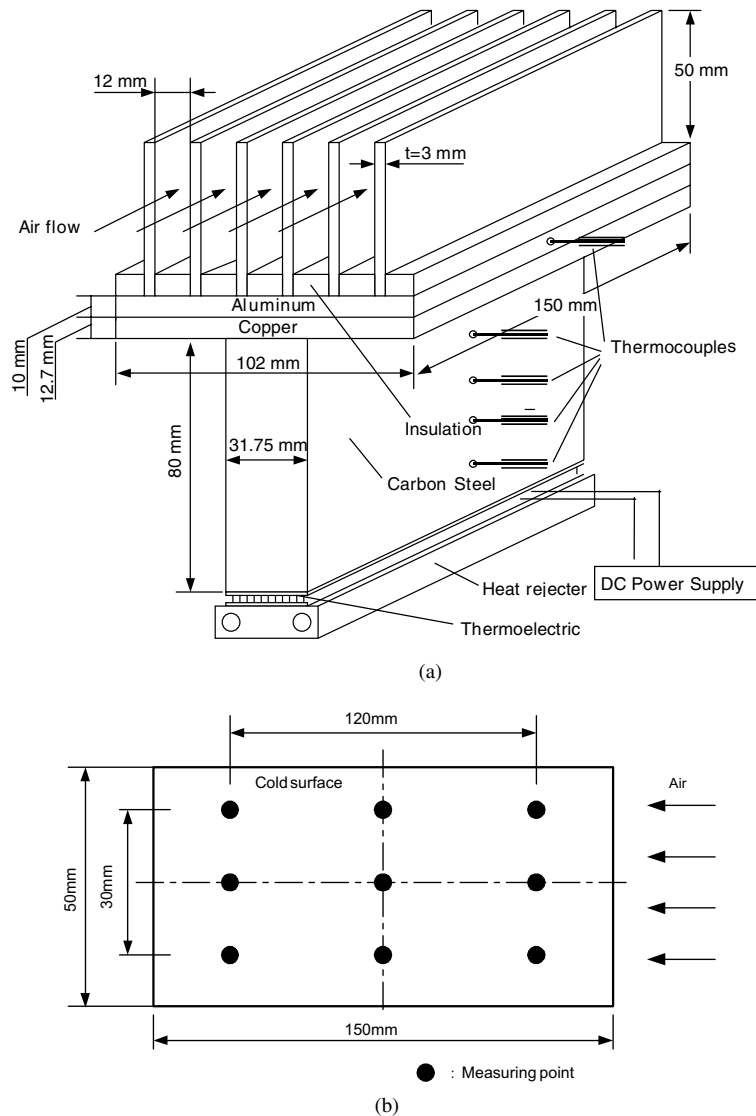 50 mm
12 mm
t=3 mm
Air flow
Aluminum
Copper
150 mm
Thermocouples
10 mm
12.7 mm
102 mm
Insulation
80 mm
31.75 mm
Carbon Steel
Heat rejecter
DC Power Supply
Thermoelectric
(a)
120mm
Cold surface
Air
50mm
30mm
150mm
: Measuring point
(b)